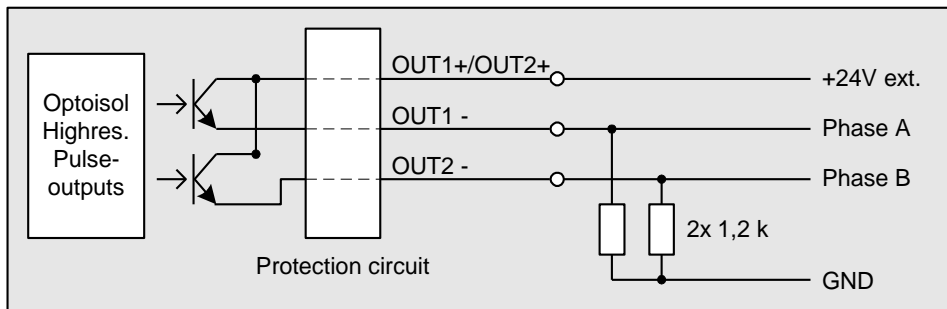 Optoisol
Highres.
Pulse-
outputs
OUT1+/OUT2+
OUT1 -
OUT2 -
Protection circuit
+24V ext.
Phase A
Phase B
2x 1,2 k
GND